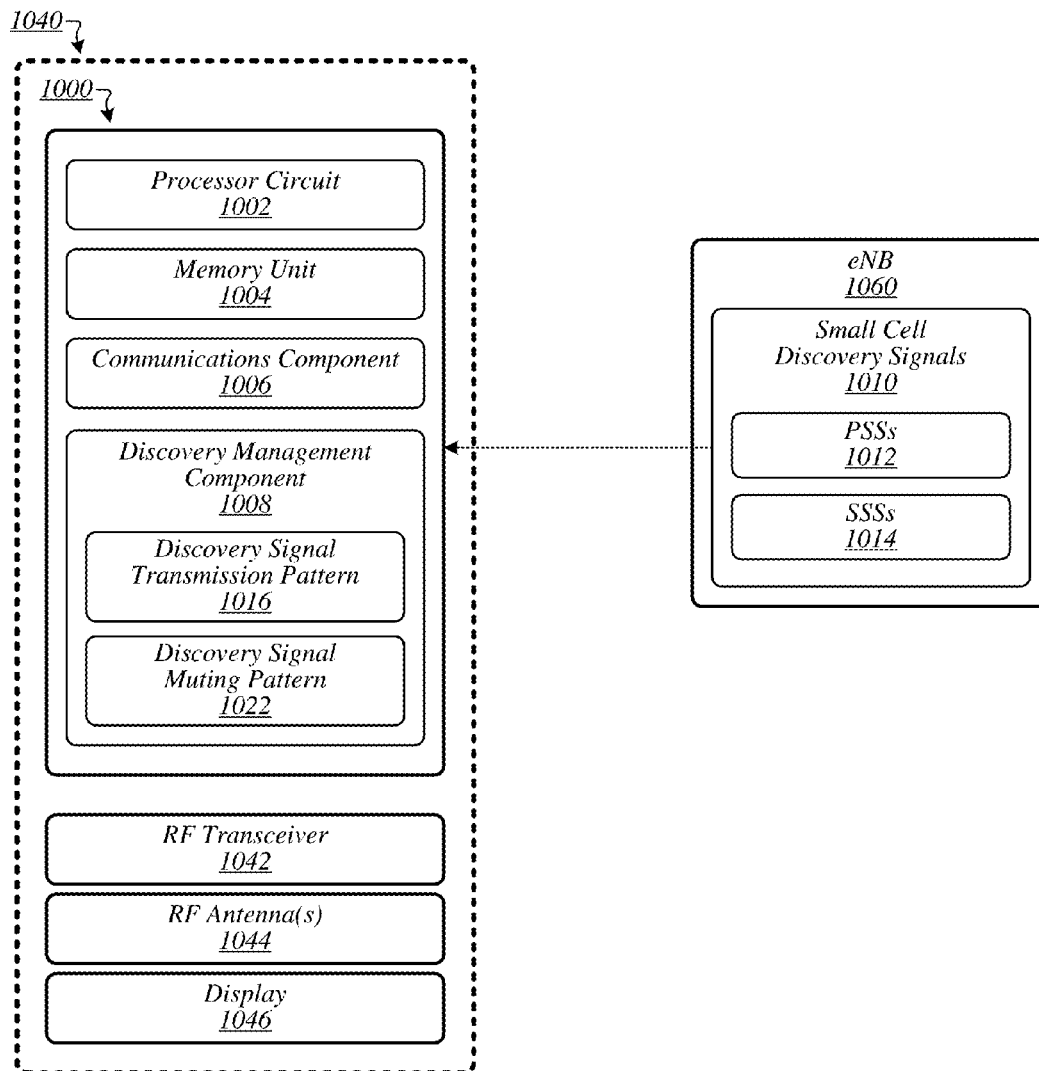 1040
1000
Processor Circuit
1002
Memory Unit
1004
Communications Component
1006
Discovery Management
Component
1008
Discovery Signal
Transmission Pattern
1016
Discovery Signal
Muting Pattern
1022
RF Transceiver
1042
RF Antenna(s)
1044
Display
1046
eNB
1060
Small Cell
Discovery Signals
1010
PSSs
1012
SSSs
1014